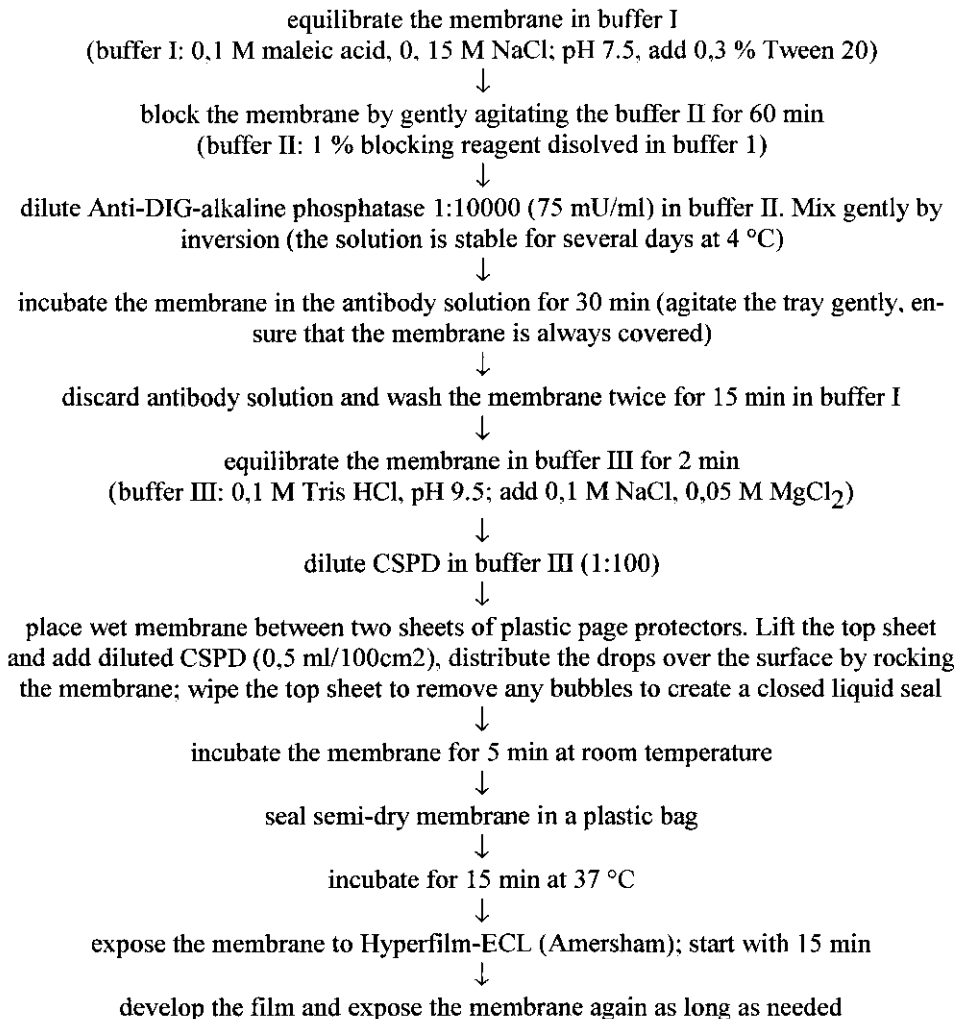 equilibrate the membrane in buffer I
(buffer I: 0,1 M maleic acid, 0, 15 M NaCl; pH 7.5, add 0,3 % Tween 20)
↓
block the membrane by gently agitating the buffer II for 60 min
(buffer II: 1 % blocking reagent disolved in buffer 1)
↓
dilute Anti-DIG-alkaline phosphatase 1:10000 (75 mU/ml) in buffer II. Mix gently by
inversion (the solution is stable for several days at 4 °C)
↓
incubate the membrane in the antibody solution for 30 min (agitate the tray gently, en-
sure that the membrane is always covered)
↓
discard antibody solution and wash the membrane twice for 15 min in buffer I
↓
equilibrate the membrane in buffer III for 2 min
(buffer III: 0,1 M Tris HCl, pH 9.5; add 0,1 M NaCl, 0,05 M MgCl₂)
↓
dilute CSPD in buffer III (1:100)
↓
place wet membrane between two sheets of plastic page protectors. Lift the top sheet
and add diluted CSPD (0,5 ml/100cm2), distribute the drops over the surface by rocking
the membrane; wipe the top sheet to remove any bubbles to create a closed liquid seal
↓
incubate the membrane for 5 min at room temperature
↓
seal semi-dry membrane in a plastic bag
↓
incubate for 15 min at 37 °C
↓
expose the membrane to Hyperfilm-ECL (Amersham); start with 15 min
↓
develop the film and expose the membrane again as long as needed